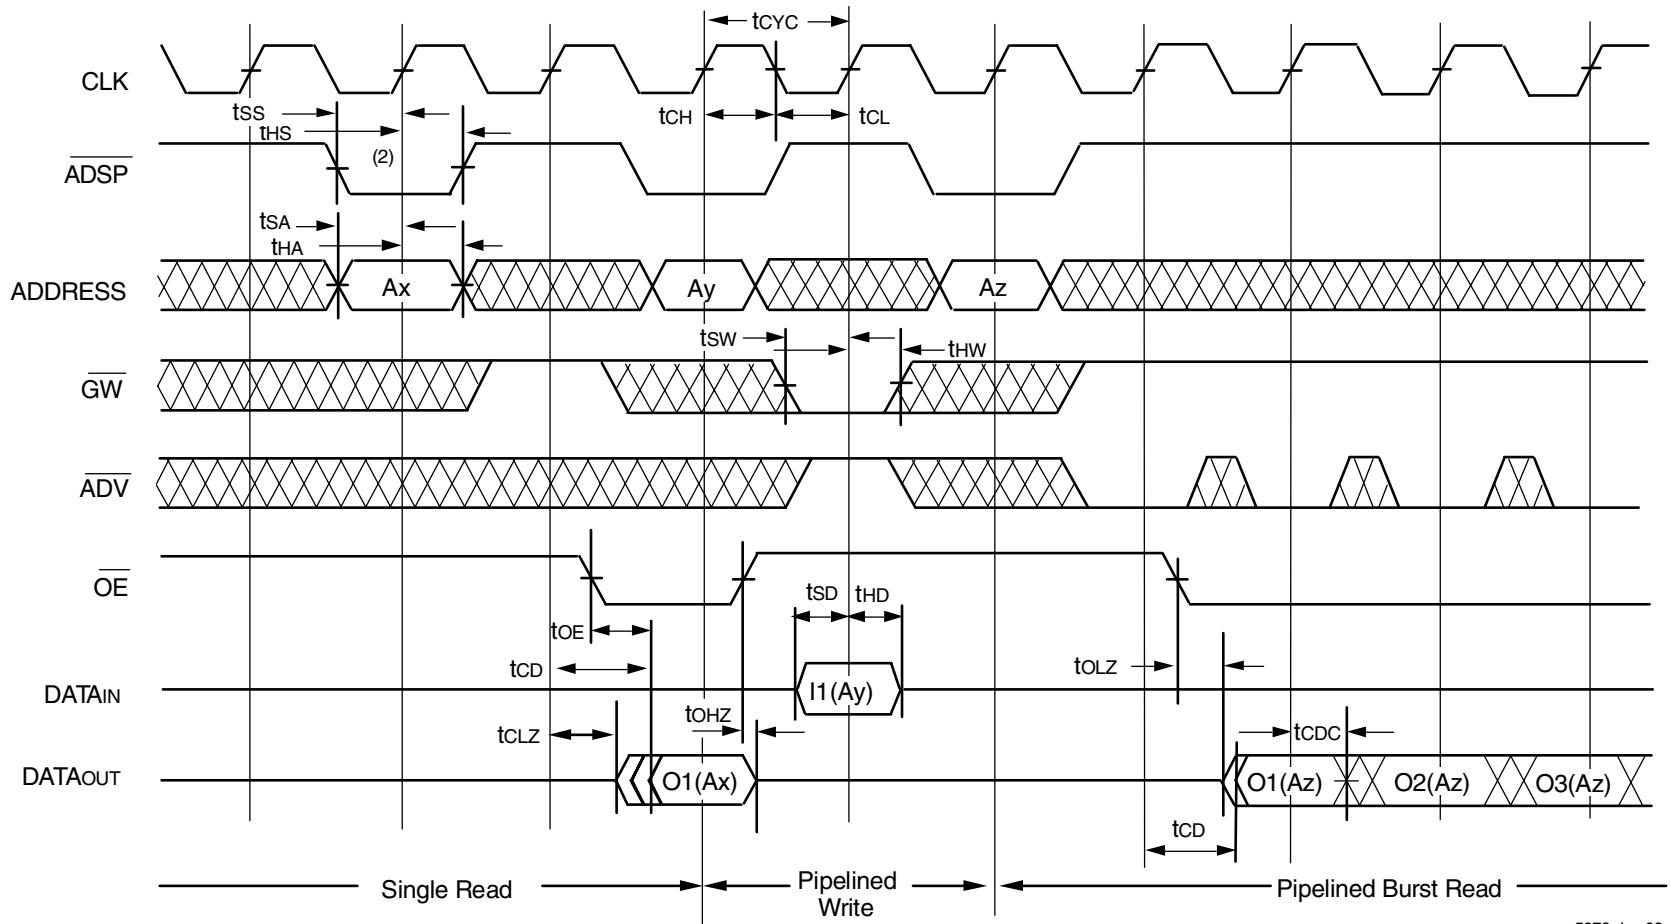 tCYC
CLK
tSS
tCH
tCL
tHS
(2)
ADSP
tSA
tHA
ADDRESS
Ax
Ay
Az
tSW
tHW
GW
ADV
OE
tSD
tHD
tOE
tCD
tOLZ
DATAIN
I1(Ay)
tOHZ
tCLZ
tCDC
DATAOUT
O1(Ax)
O1(Az)
O2(Az)
O3(Az)
tCD
Single Read
Pipelined
Write
Pipelined Burst Read